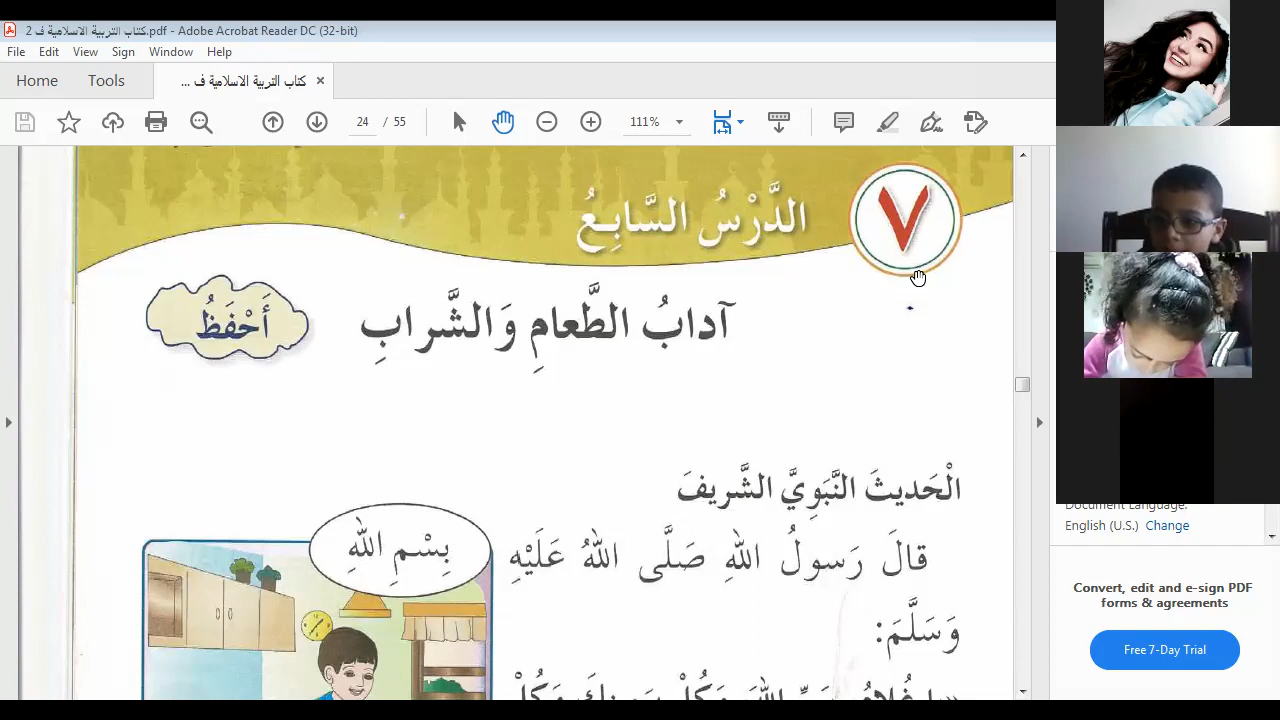 كتاب التربية الاسلامية ف 2.pdf - Adobe Acrobat Reader DC (32-bit)
File Edit View Sign Window Help
Home Tools كتاب التربية الاسلامية ف ... ×
24 / 55 111%
٧
الدَّرْسُ السَّابِعُ
آدابُ الطَّعامِ وَالشَّرابِ
أَحْفَظُ
الْحَديثَ النَّبَوِيَّ الشَّريفَ
بِسْمِ اللهِ
قالَ رَسولُ اللهِ صَلَّى اللهُ عَلَيْهِ
وَسَلَّمَ:
Document Language:
English (U.S.) Change
Convert, edit and e-sign PDF
forms & agreements
Free 7-Day Trial